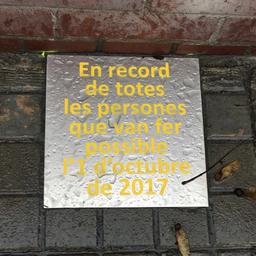 En record
de totes
les persones
que van fer
possible
l'1 d'octubre
de 2017